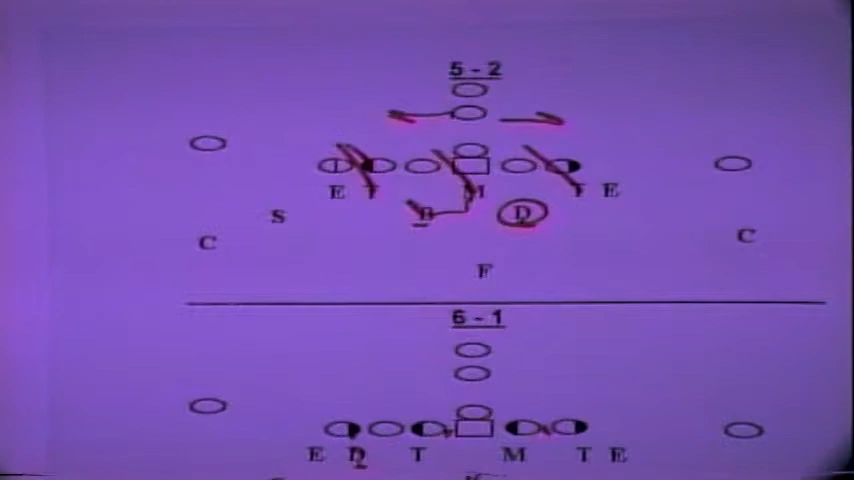 5 - 2
E T M T E
S B D
C C
F
6 - 1
E D T M T E